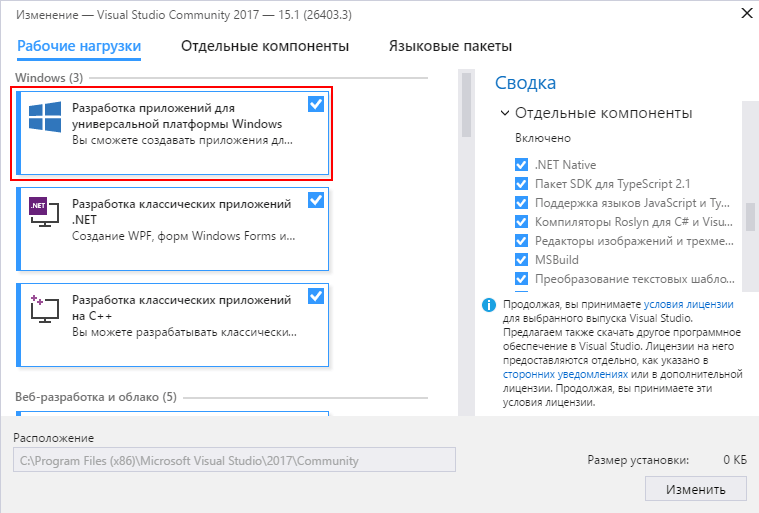 Изменение — Visual Studio Community 2017 — 15.1 (26403.3)
Рабочие нагрузки
Отдельные компоненты
Языковые пакеты
Windows (3)
Разработка приложений для
универсальной платформы Windows
Вы сможете создавать приложения дл...
.NET
Разработка классических приложений
.NET
Создание WPF, форм Windows Forms и...
Разработка классических приложений
на C++
Вы можете разрабатывать классически...
Веб-разработка и облако (5)
Сводка
Отдельные компоненты
Включено
.NET Native
Пакет SDK для TypeScript 2.1
Поддержка языков JavaScript и Ty...
Компиляторы Roslyn для C# и Visu...
Редакторы изображений и трехме...
MSBuild
Преобразование текстовых шабло...
Продолжая, вы принимаете условия лицензии
для выбранного выпуска Visual Studio.
Предлагаем также скачать другое программное
обеспечение в Visual Studio. Лицензии на него
предоставляются отдельно, как указано в
сторонних уведомлениях или в дополнительной
лицензии. Продолжая, вы принимаете эти
условия лицензии.
Расположение
C:\Program Files (x86)\Microsoft Visual Studio\2017\Community
Размер установки: 0 КБ
Изменить